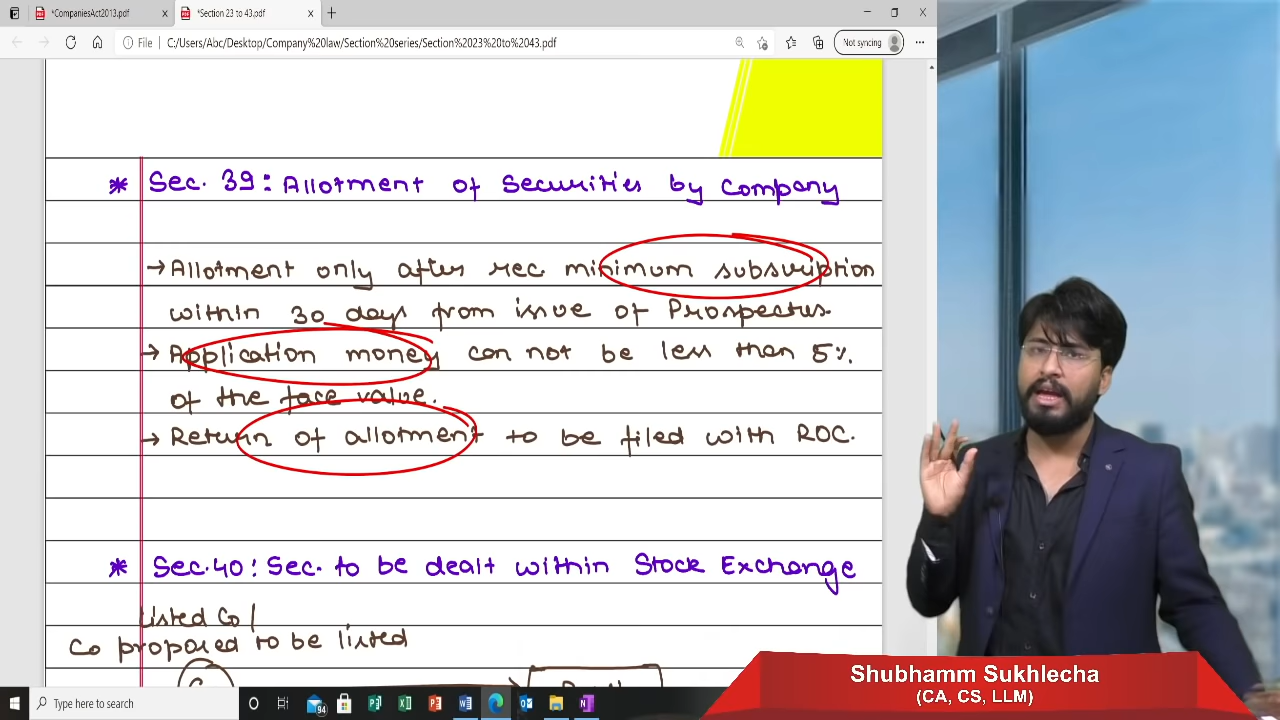 *CompaniesAct2013.pdf
*Section 23 to 43.pdf
File
C:/Users/Abc/Desktop/Company%20law/Section%20series/Section%2023%20to%2043.pdf
Not syncing
* Sec. 39: Allotment of Securities by Company
→ Allotment only after rec. minimum subscription
within 30 days from issue of Prospectus.
→ Application money can not be less than 5%
of the face value.
→ Return of allotment to be filed with ROC.
* Sec.40: Sec. to be dealt within Stock Exchange
Listed Co /
Co proposed to be listed
Shubhamm Sukhlecha
(CA, CS, LLM)
Type here to search
94